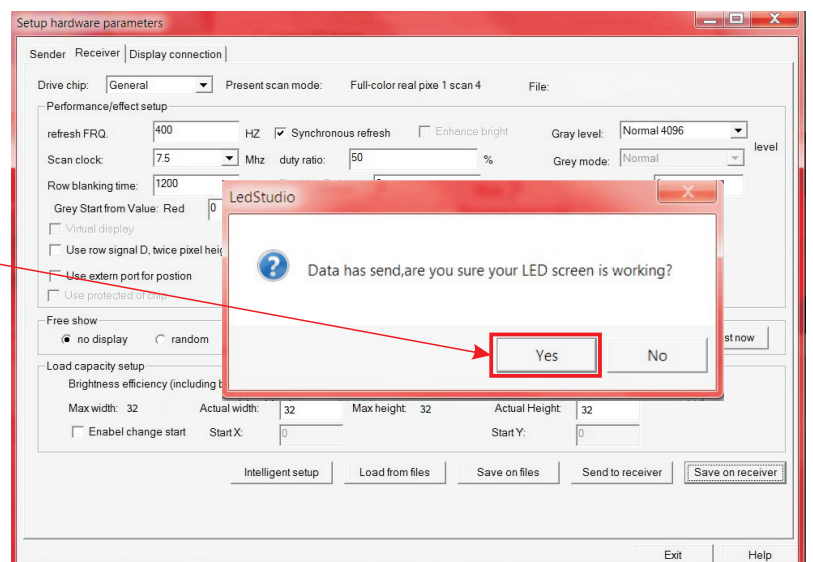 Setup hardware parameters
Sender Receiver Display connection
Drive chip: General Present scan mode: Full-color real pixe 1 scan 4 File:
Performance/effect setup
refresh FRQ. 400 HZ Synchronous refresh Enhance bright Gray level: Normal 4096 level
Scan clock: 7.5 Mhz duty ratio: 50 % Grey mode: Normal
Row blanking time: 1200
LedStudio
Grey Start from Value: Red 0
Virtual display
Use row signal D, twice pixel heig
Data has send,are you sure your LED screen is working?
Use extern port for postion
Use protected of chip
Free show
no display random
Yes No
st now
Load capacity setup
Brightness efficiency (including b
Max width: 32 Actual width: 32 Max height: 32 Actual Height: 32
Enabel change start Start X: 0 Start Y: 0
Intelligent setup Load from files Save on files Send to receiver Save on receiver
Exit Help